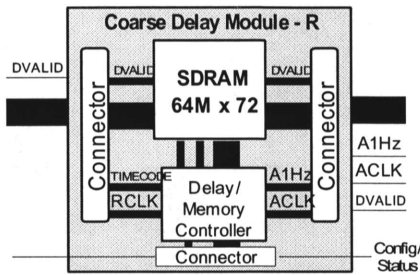 Coarse Delay Module - R
DVALID
DVALID
SDRAM
64M x 72
DVALID
Connector
Connector
A1Hz
TIMECODE
RCLK
Delay/
Memory
Controller
A1Hz
ACLK
ACLK
DVALID
Connector
Config/
Status